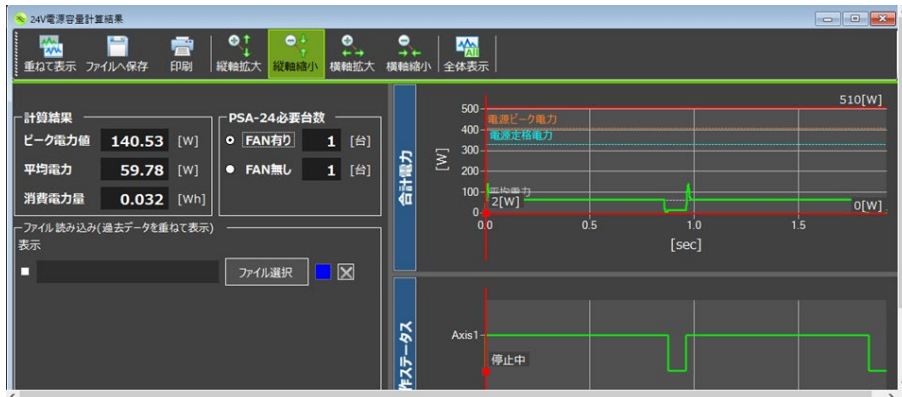 24V電源容量計算結果
重ねて表示 ファイルへ保存 印刷 縦軸拡大 縦軸縮小 横軸拡大 横軸縮小 全体表示
計算結果
ピーク電力値 140.53 [W]
平均電力 59.78 [W]
消費電力量 0.032 [Wh]
PSA-24必要台数
FAN有り 1 [台]
FAN無し 1 [台]
ファイル読み込み(過去データを重ねて表示)
表示
ファイル選択
合計電力
510[W]
[W]
500
400
300
200
100
0
電源ピーク電力
電源定格電力
平均電力
2[W]
0[W]
0.0 0.5 1.0 1.5
[sec]
作ステータス
Axis1
停止中